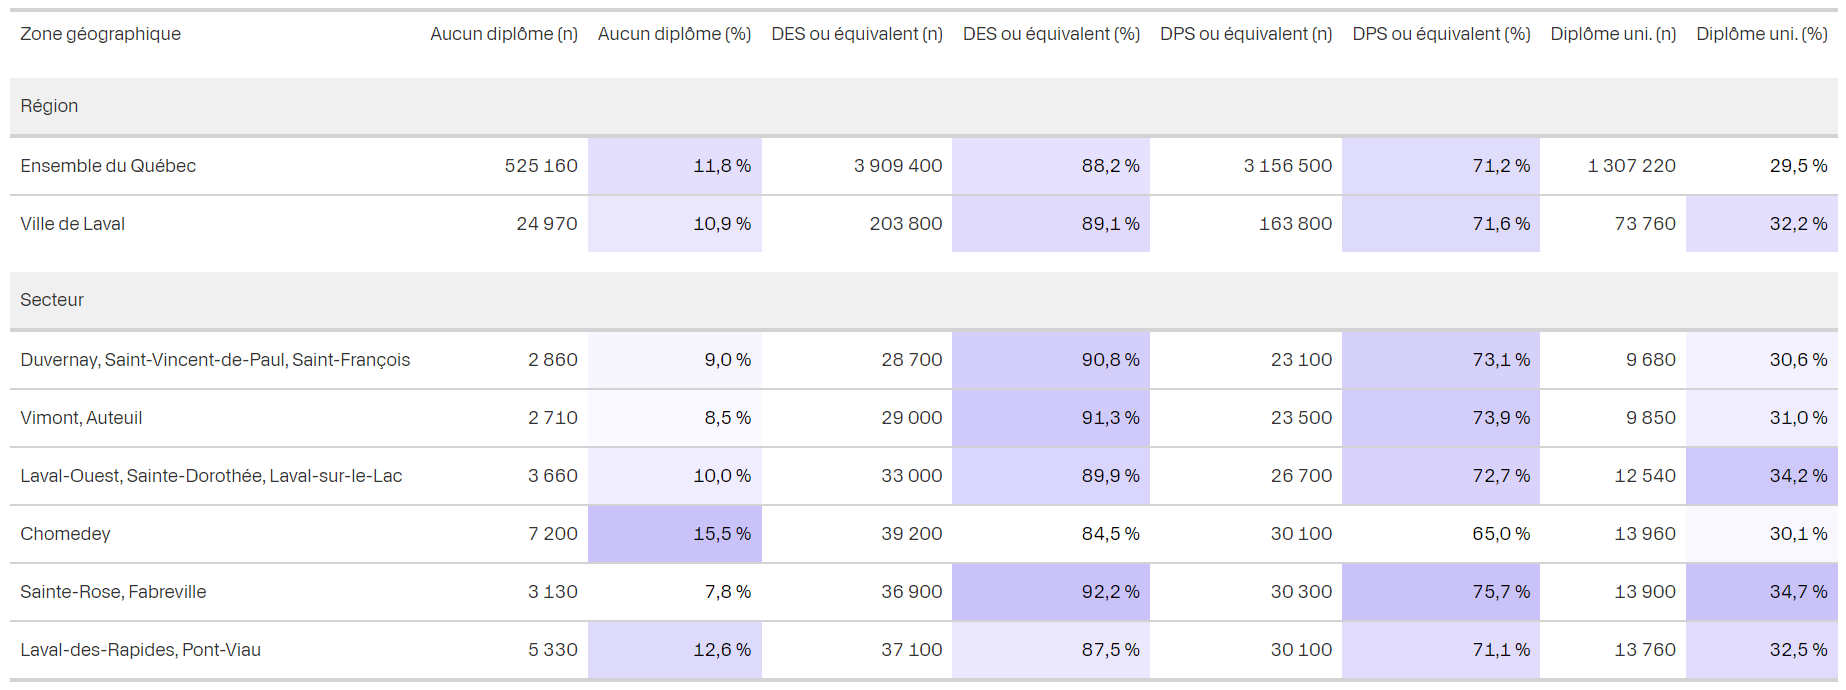 Zone géographique Aucun diplôme (n) Aucun diplôme (%) DES ou équivalent (n) DES ou équivalent (%) DPS ou équivalent (n) DPS ou équivalent (%) Diplôme uni. (n) Diplôme uni. (%)
Région
Ensemble du Québec 525 160 11,8 % 3 909 400 88,2 % 3 156 500 71,2 % 1 307 220 29,5 %
Ville de Laval 24 970 10,9 % 203 800 89,1 % 163 800 71,6 % 73 760 32,2 %
Secteur
Duvernay, Saint-Vincent-de-Paul, Saint-François 2 860 9,0 % 28 700 90,8 % 23 100 73,1 % 9 680 30,6 %
Vimont, Auteuil 2 710 8,5 % 29 000 91,3 % 23 500 73,9 % 9 850 31,0 %
Laval-Ouest, Sainte-Dorothée, Laval-sur-le-Lac 3 660 10,0 % 33 000 89,9 % 26 700 72,7 % 12 540 34,2 %
Chomedey 7 200 15,5 % 39 200 84,5 % 30 100 65,0 % 13 960 30,1 %
Sainte-Rose, Fabreville 3 130 7,8 % 36 900 92,2 % 30 300 75,7 % 13 900 34,7 %
Laval-des-Rapides, Pont-Viau 5 330 12,6 % 37 100 87,5 % 30 100 71,1 % 13 760 32,5 %